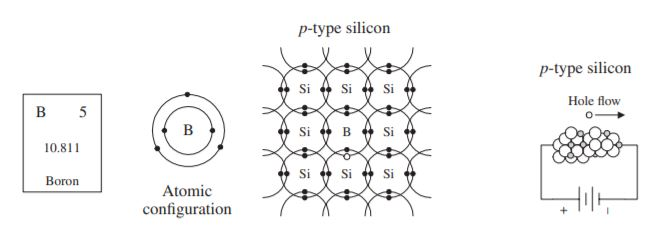 p-type silicon
B 5
10.811
Boron
B
Atomic
configuration
Si Si Si
Si B Si
Si Si Si
p-type silicon
Hole flow
+ −